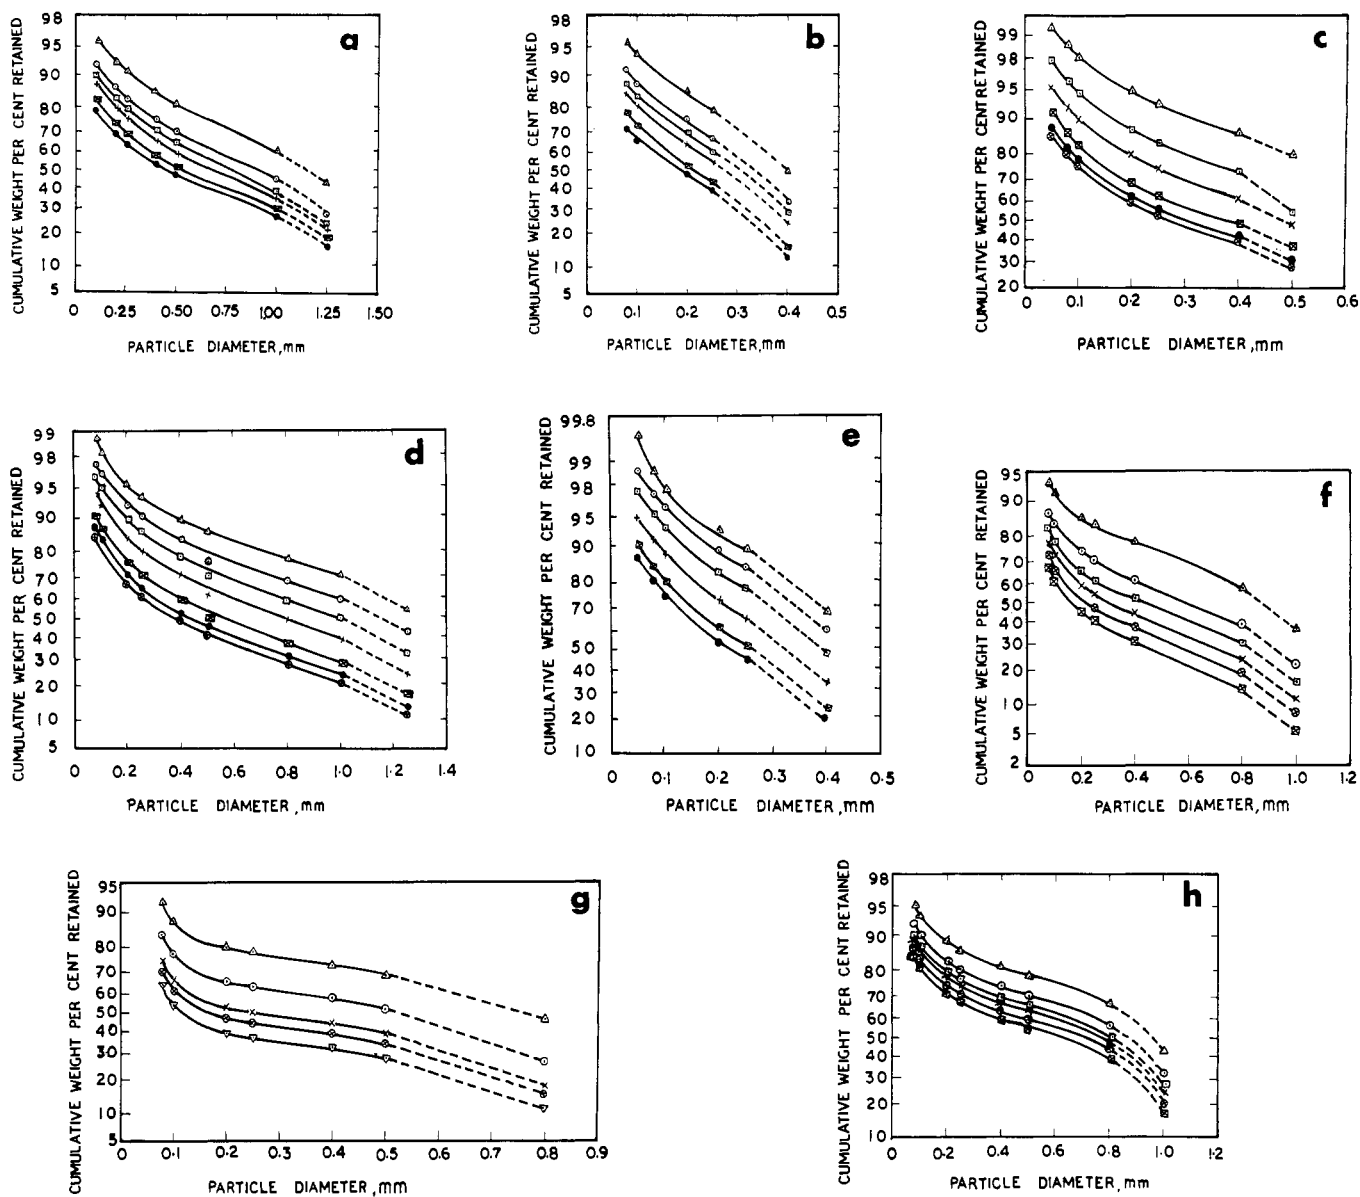 a
CUMULATIVE WEIGHT PER CENT RETAINED
98
95
90
80
70
60
50
40
30
20
10
5
0 0.25 0.50 0.75 1.00 1.25 1.50
PARTICLE DIAMETER,mm
b
CUMULATIVE WEIGHT PER CENT RETAINED
98
95
90
80
70
60
50
40
30
20
10
5
0 0.1 0.2 0.3 0.4 0.5
PARTICLE DIAMETER,mm
c
CUMULATIVE WEIGHT PER CENT RETAINED
99
98
95
90
80
70
60
50
40
30
20
0 0.1 0.2 0.3 0.4 0.5 0.6
PARTICLE DIAMETER,mm
d
CUMULATIVE WEIGHT PER CENT RETAINED
99
98
95
90
80
70
60
50
40
30
20
10
5
0 0.2 0.4 0.6 0.8 1.0 1.2 1.4
PARTICLE DIAMETER,mm
e
CUMULATIVE WEIGHT PER CENT RETAINED
99.8
99
98
95
90
80
70
50
40
30
20
10
0 0.1 0.2 0.3 0.4 0.5
PARTICLE DIAMETER,mm
f
CUMULATIVE WEIGHT PER CENT RETAINED
95
90
80
70
60
50
40
30
20
10
5
2
0 0.2 0.4 0.6 0.8 1.0 1.2
PARTICLE DIAMETER,mm
g
CUMULATIVE WEIGHT PER CENT RETAINED
95
90
80
70
60
50
40
30
20
10
5
0 0.1 0.2 0.3 0.4 0.5 0.6 0.7 0.8 0.9
PARTICLE DIAMETER,mm
h
CUMULATIVE WEIGHT PER CENT RETAINED
98
95
90
80
70
60
50
40
30
20
10
0 0.2 0.4 0.6 0.8 1.0 1.2
PARTICLE DIAMETER,mm